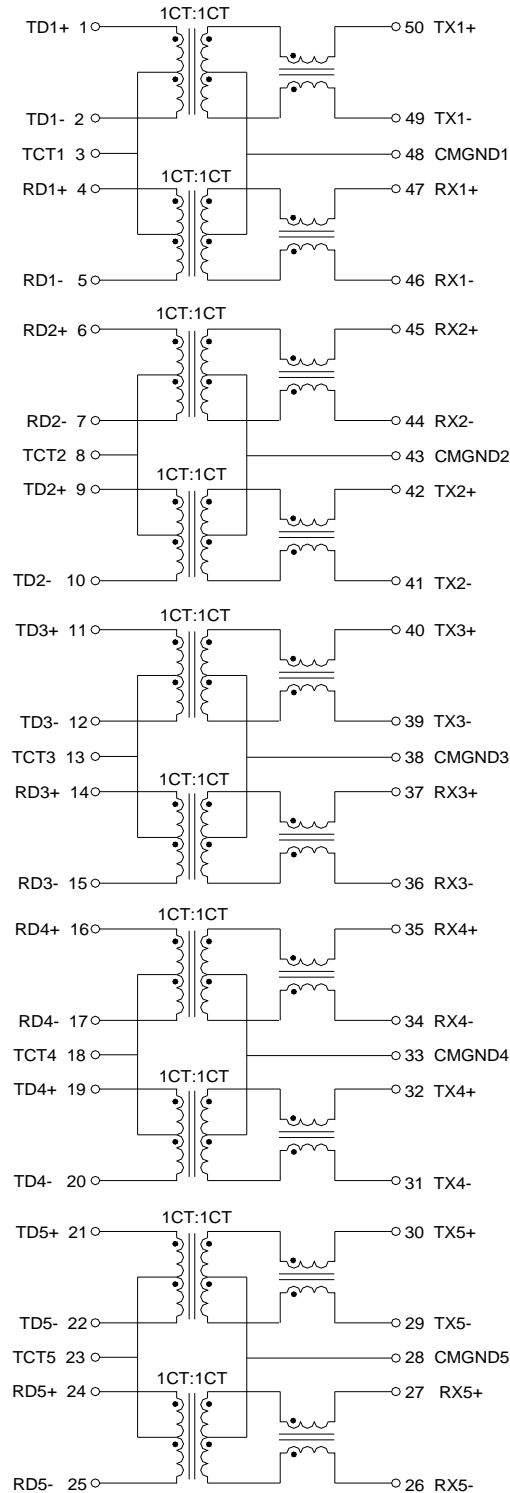 1CT:1CT
TD1+ 1 50 TX1+
TD1- 2 49 TX1-
TCT1 3 48 CMGND1
1CT:1CT
RD1+ 4 47 RX1+
RD1- 5 46 RX1-
1CT:1CT
RD2+ 6 45 RX2+
RD2- 7 44 RX2-
TCT2 8 43 CMGND2
1CT:1CT
TD2+ 9 42 TX2+
TD2- 10 41 TX2-
1CT:1CT
TD3+ 11 40 TX3+
TD3- 12 39 TX3-
TCT3 13 38 CMGND3
1CT:1CT
RD3+ 14 37 RX3+
RD3- 15 36 RX3-
1CT:1CT
RD4+ 16 35 RX4+
RD4- 17 34 RX4-
TCT4 18 33 CMGND4
1CT:1CT
TD4+ 19 32 TX4+
TD4- 20 31 TX4-
1CT:1CT
TD5+ 21 30 TX5+
TD5- 22 29 TX5-
TCT5 23 28 CMGND5
1CT:1CT
RD5+ 24 27 RX5+
RD5- 25 26 RX5-